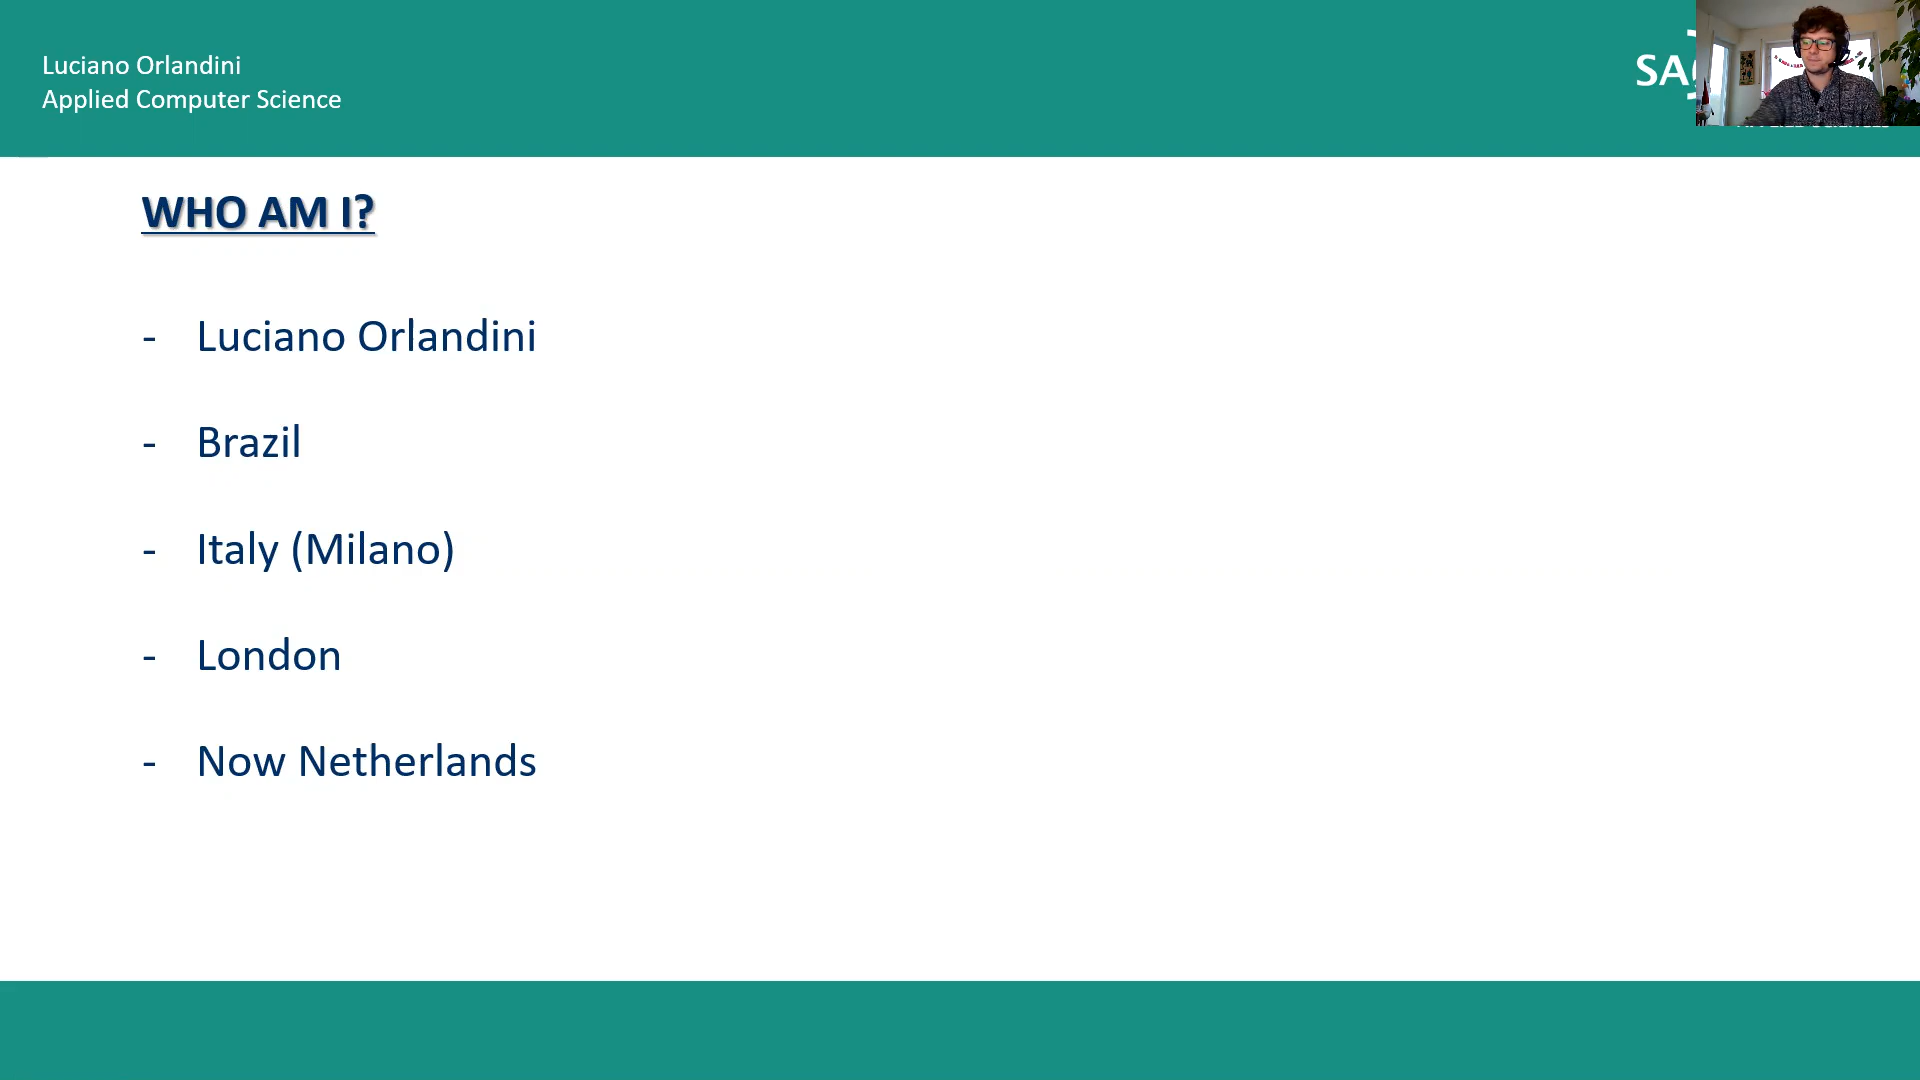 Luciano Orlandini
Applied Computer Science
WHO AM I?
- Luciano Orlandini
- Brazil
- Italy (Milano)
- London
- Now Netherlands